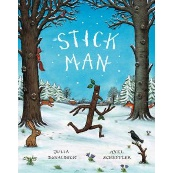 STICK
MAN
JULIA AXEL
DONALDSON SCHEFFLER